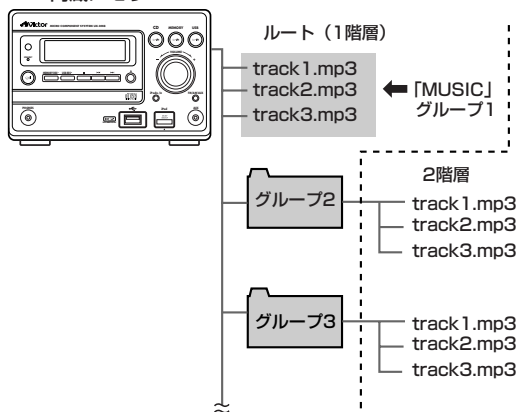 ルート（1階層）
track1.mp3
track2.mp3
track3.mp3
「MUSIC」
グループ1
2階層
グループ2
track1.mp3
track2.mp3
track3.mp3
グループ3
track1.mp3
track2.mp3
track3.mp3
Victor
CD
MEMORY
USB